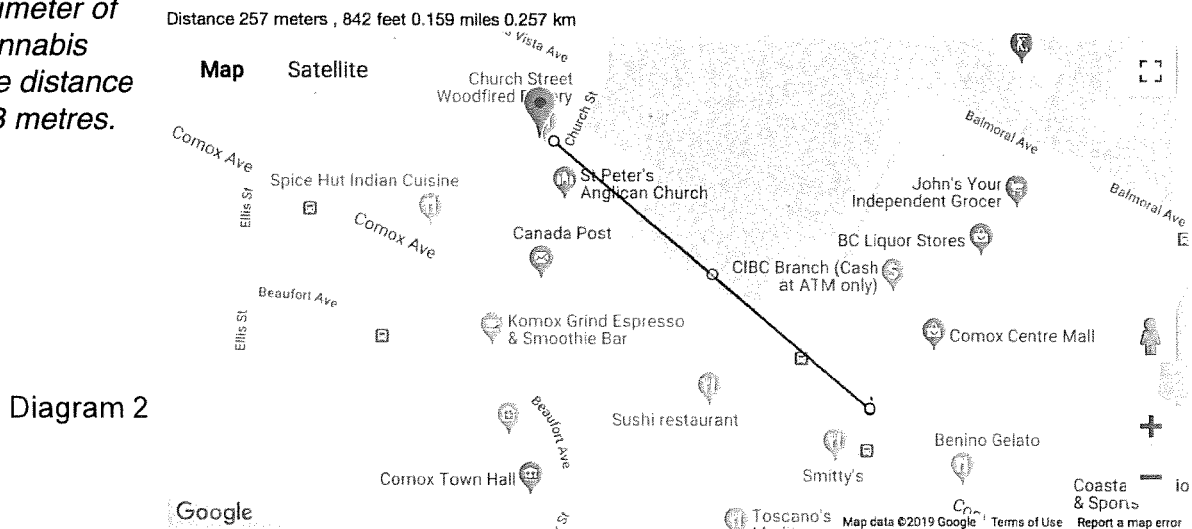 umeter of
nnabis
e distance
3 metres.
Distance 257 meters , 842 feet 0.159 miles 0.257 km
Vista Ave
Map Satellite
Church Street
Woodfired
Church St
Comox Ave
Balmoral Ave
Spice Hut Indian Cuisine
St Peter's
Anglican Church
John's Your
Independent Grocer
Balmoral Ave
Ellis St
Comox Ave
Canada Post
BC Liquor Stores
CIBC Branch (Cash
at ATM only)
Beaufort Ave
Ellis St
Komox Grind Espresso
& Smoothie Bar
Comox Centre Mall
Diagram 2
Beaufort Ave
Sushi restaurant
Benino Gelato
Comox Town Hall
Smitty's
Coasta
& Sports
Google
St
Toscano's
Map data ©2019 Google Terms of Use Report a map error